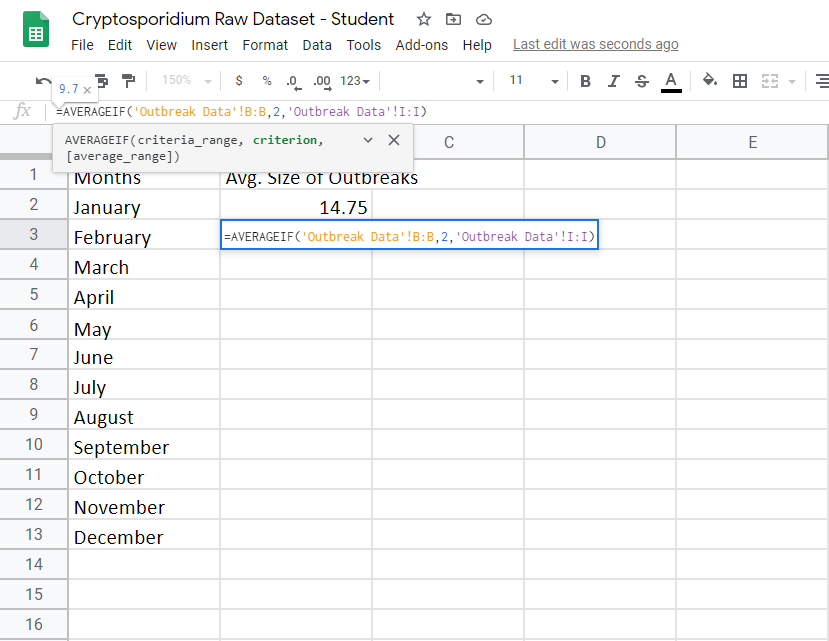 Cryptosporidium Raw Dataset - Student
File Edit View Insert Format Data Tools Add-ons Help Last edit was seconds ago
150% $ % .0 .00 123 11 B I S A
9.7 ×
fx =AVERAGEIF('Outbreak Data'!B:B,2,'Outbreak Data'!I:I)
AVERAGEIF(criteria_range, criterion,
[average_range])
C D E
1 Months Avg. Size of Outbreaks
2 January 14.75
3 February =AVERAGEIF('Outbreak Data'!B:B,2,'Outbreak Data'!I:I)
4 March
5 April
6 May
7 June
8 July
9 August
10 September
11 October
12 November
13 December
14
15
16